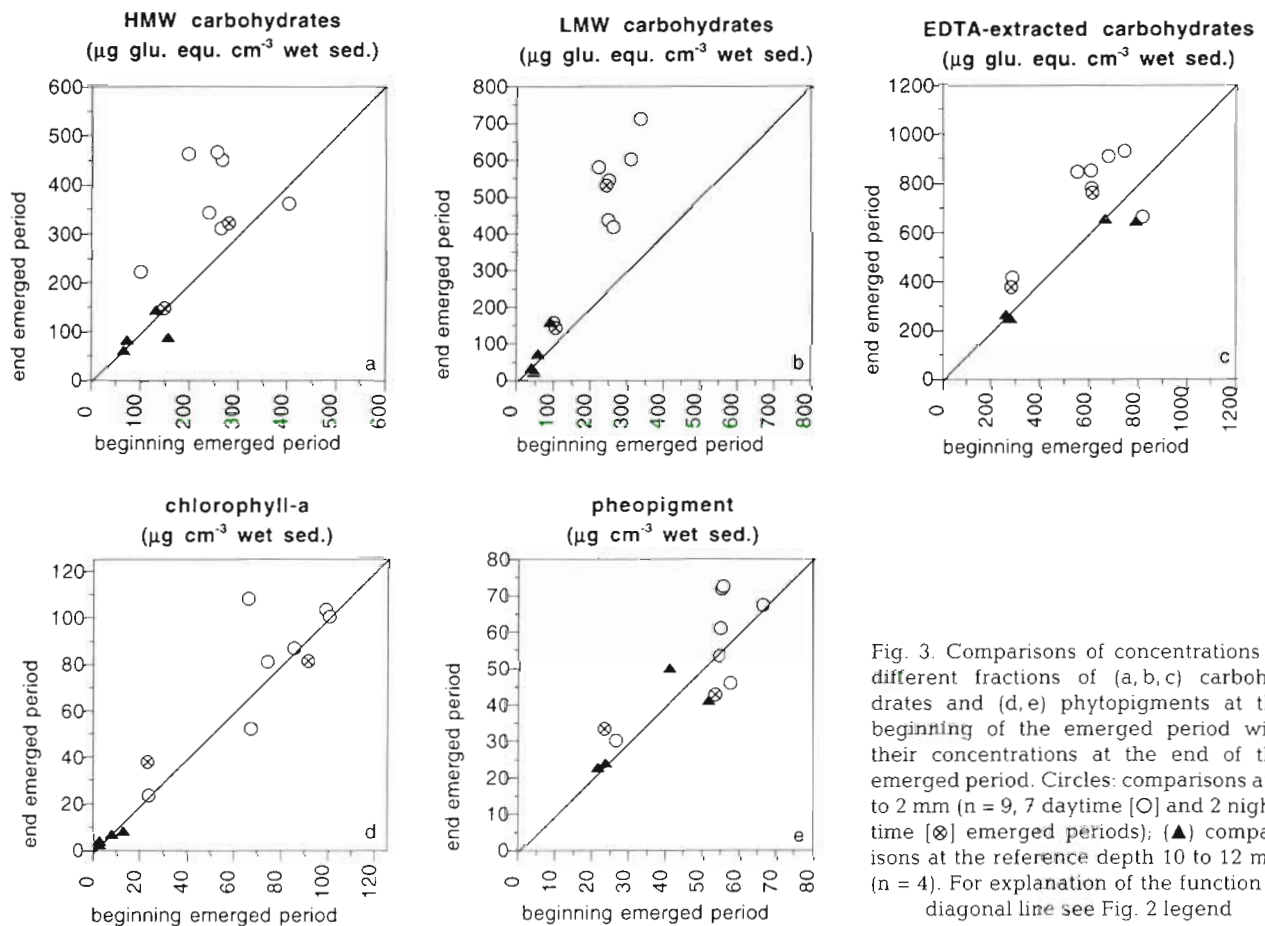 HMW carbohydrates
(μg glu. equ. cm⁻³ wet sed.)
600
500
400
300
200
100
0
end emerged period
0
100
200
300
400
500
600
beginning emerged period
a
LMW carbohydrates
(μg glu. equ. cm⁻³ wet sed.)
800
700
600
500
400
300
200
100
0
end emerged period
0
100
200
300
400
500
600
700
800
beginning emerged period
b
EDTA-extracted carbohydrates
(μg glu. equ. cm⁻³ wet sed.)
1200
1000
800
600
400
200
0
end emerged period
0
200
400
600
800
1000
1200
beginning emerged period
c
chlorophyll-a
(μg cm⁻³ wet sed.)
120
100
80
60
40
20
0
end emerged period
0
20
40
60
80
100
120
beginning emerged period
d
pheopigment
(μg cm⁻³ wet sed.)
80
70
60
50
40
30
20
10
0
end emerged period
0
10
20
30
40
50
60
70
80
beginning emerged period
e
Fig. 3. Comparisons of concentrations
different fractions of (a, b, c) carboh
drates and (d, e) phytopigments at th
beginning of the emerged period wi
their concentrations at the end of th
emerged period. Circles: comparisons a
to 2 mm (n = 9, 7 daytime [○] and 2 nigh
time [⊗] emerged periods); (▲) compa
isons at the reference depth 10 to 12 m
(n = 4). For explanation of the function
diagonal line see Fig. 2 legend